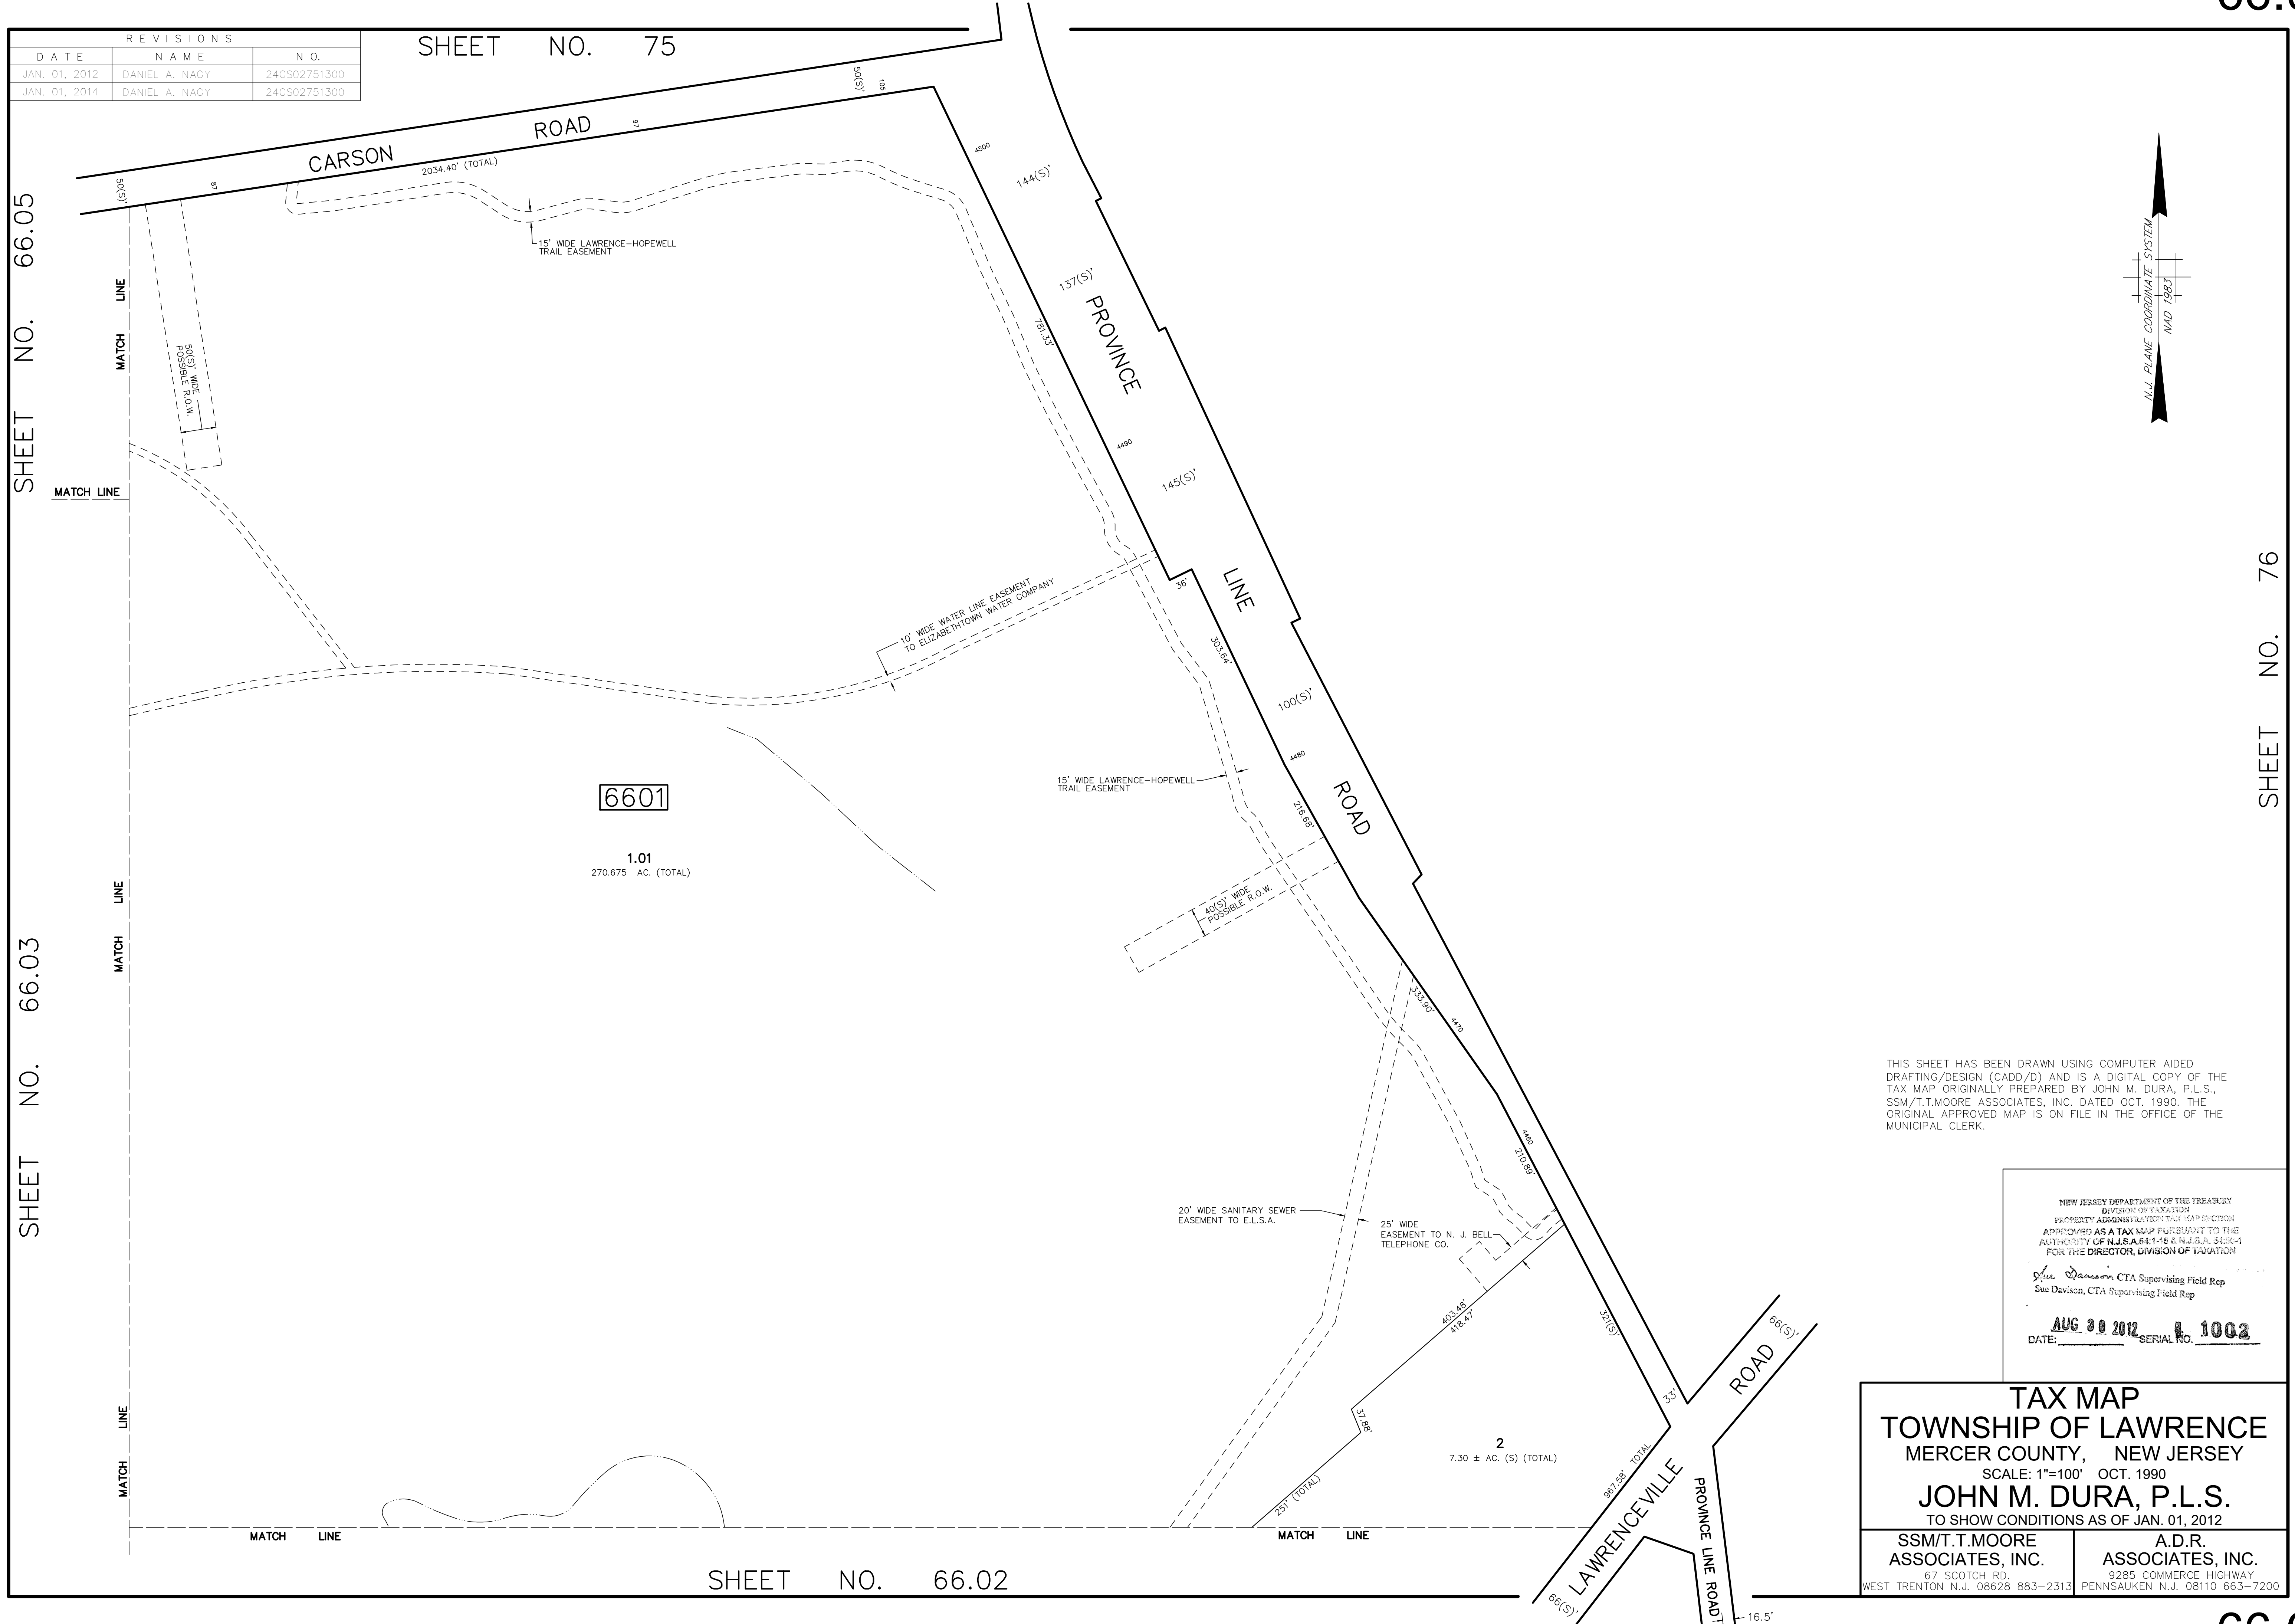 REVISIONS
DATE NAME NO.
JAN. 01, 2012 DANIEL A. NAGY 24GS02751300
JAN. 01, 2014 DANIEL A. NAGY 24GS02751300
SHEET NO. 75
SHEET NO. 66.05
SHEET NO. 66.03
SHEET NO. 76
SHEET NO. 66.02
CARSON ROAD
2034.40' (TOTAL)
50(S)'
87
97
50(S)'
105
4500
144(S)'
137(S)'
781.33'
PROVINCE LINE ROAD
4490
145(S)'
36'
303.64'
100(S)'
4480
216.68'
333.90'
4470
4460
210.89'
321'(S)'
33'
15' WIDE LAWRENCE-HOPEWELL
TRAIL EASEMENT
MATCH LINE
50(S)' WIDE
POSSIBLE R.O.W.
MATCH LINE
10' WIDE WATER LINE EASEMENT
TO ELIZABETHTOWN WATER COMPANY
15' WIDE LAWRENCE-HOPEWELL
TRAIL EASEMENT
6601
1.01
270.675 AC. (TOTAL)
MATCH LINE
40(S)' WIDE
POSSIBLE R.O.W.
20' WIDE SANITARY SEWER
EASEMENT TO E.L.S.A.
25' WIDE
EASEMENT TO N. J. BELL
TELEPHONE CO.
403.48'
418.47'
37.88'
251' (TOTAL)
2
7.30 ± AC. (S) (TOTAL)
967.58' TOTAL
66(S)'
LAWRENCEVILLE ROAD
66(S)'
PROVINCE LINE ROAD
16.5'
MATCH LINE
MATCH LINE
MATCH LINE
N.J. PLANE COORDINATE SYSTEM
NAD 1983
THIS SHEET HAS BEEN DRAWN USING COMPUTER AIDED
DRAFTING/DESIGN (CADD/D) AND IS A DIGITAL COPY OF THE
TAX MAP ORIGINALLY PREPARED BY JOHN M. DURA, P.L.S.,
SSM/T.T.MOORE ASSOCIATES, INC. DATED OCT. 1990. THE
ORIGINAL APPROVED MAP IS ON FILE IN THE OFFICE OF THE
MUNICIPAL CLERK.
NEW JERSEY DEPARTMENT OF THE TREASURY
DIVISION OF TAXATION
PROPERTY ADMINISTRATION TAX MAP SECTION
APPROVED AS A TAX MAP PURSUANT TO THE
AUTHORITY OF N.J.S.A.54:1-15 & N.J.S.A.
FOR THE DIRECTOR, DIVISION OF TAXATION
Sue Davison CTA Supervising Field Rep
Sue Davison, CTA Supervising Field Rep
DATE: AUG 30 2012 SERIAL NO. 1002
TAX MAP
TOWNSHIP OF LAWRENCE
MERCER COUNTY, NEW JERSEY
SCALE: 1"=100' OCT. 1990
JOHN M. DURA, P.L.S.
TO SHOW CONDITIONS AS OF JAN. 01, 2012
SSM/T.T.MOORE
ASSOCIATES, INC.
67 SCOTCH RD.
WEST TRENTON N.J. 08628 883-2313
A.D.R.
ASSOCIATES, INC.
9285 COMMERCE HIGHWAY
PENNSAUKEN N.J. 08110 663-7200